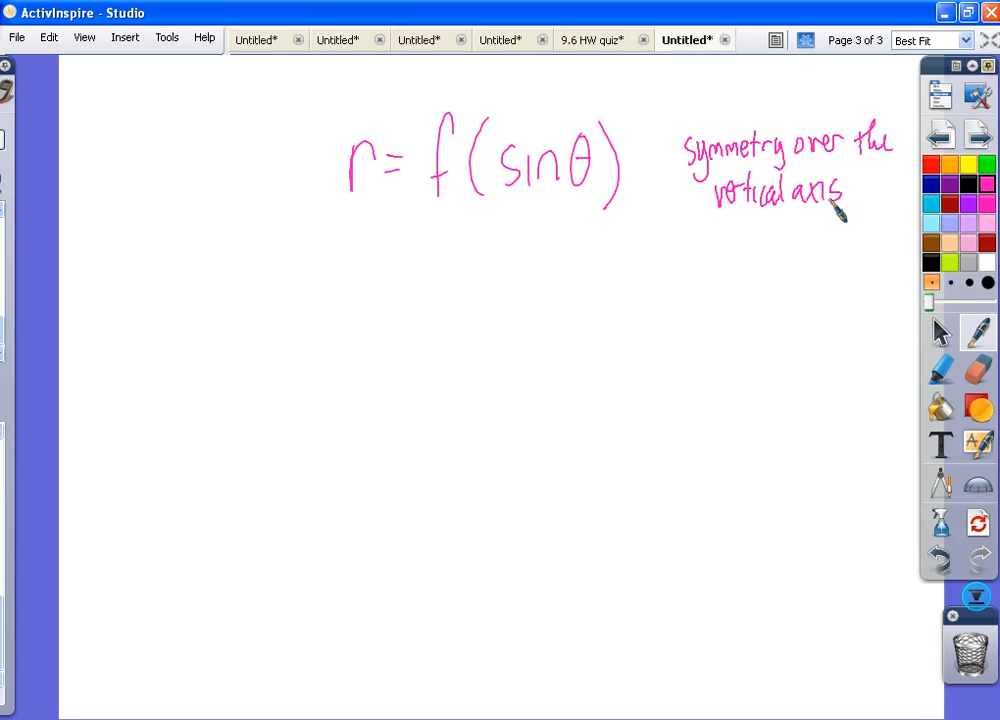 ActivInspire - Studio
File Edit View Insert Tools Help
Untitled* Untitled* Untitled* Untitled* 9.6 HW quiz* Untitled* Page 3 of 3 Best Fit
r = f(sinθ)
symmetry over the
vertical axis